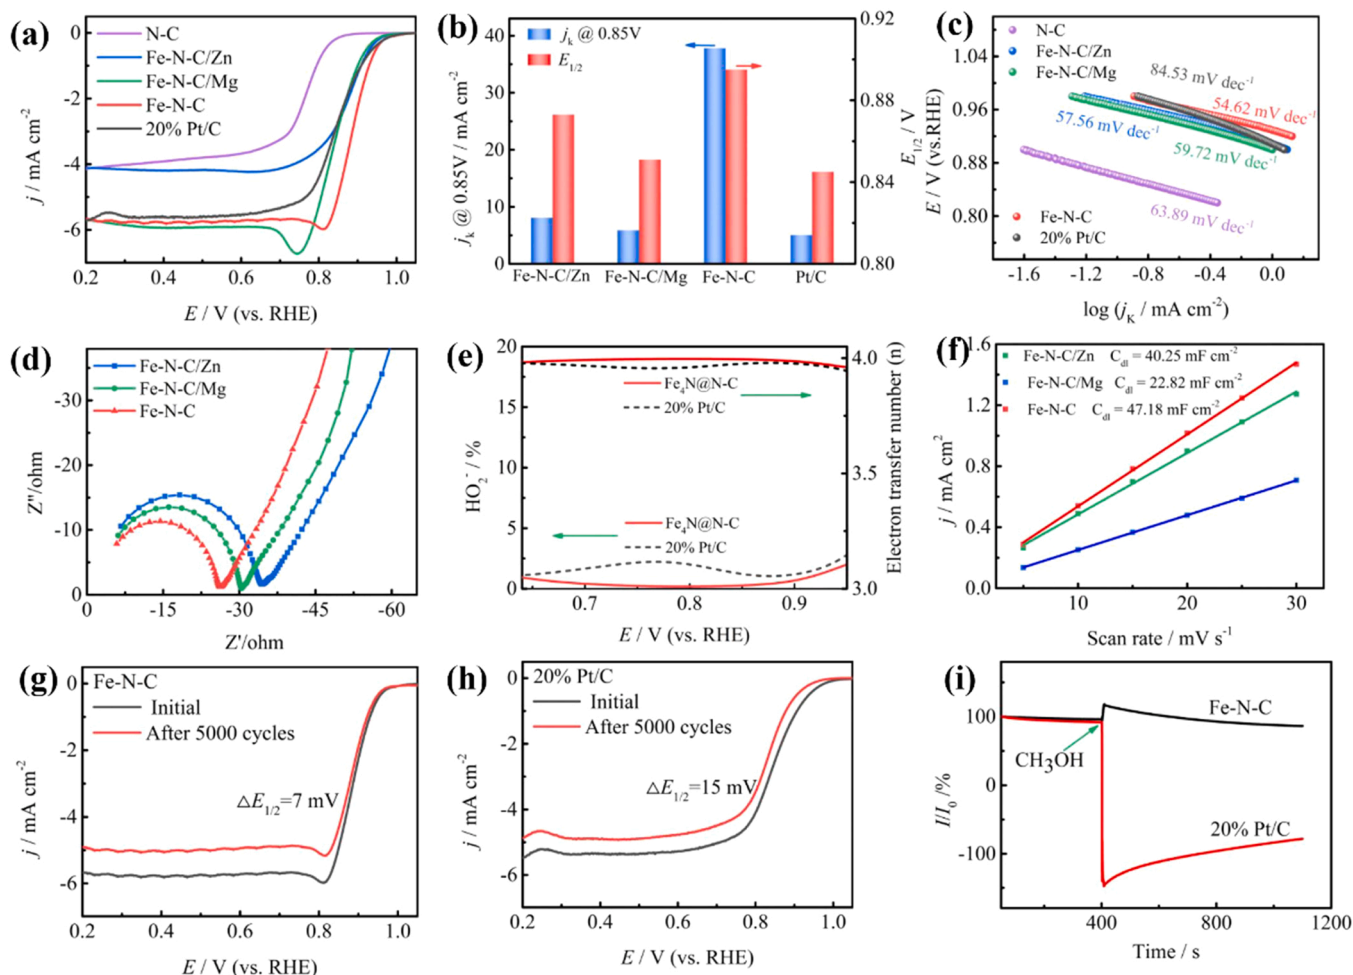 (a)
0
-2
-4
-6
j / mA cm-2
N-C
Fe-N-C/Zn
Fe-N-C/Mg
Fe-N-C
20% Pt/C
0.2 0.4 0.6 0.8 1.0
E / V (vs. RHE)
(b)
40
35
30
25
20
15
10
5
0
jk @ 0.85V / mA cm-2
jk @ 0.85V
E1/2
0.92
0.88
0.84
0.80
E1/2 / V
Fe-N-C/Zn Fe-N-C/Mg Fe-N-C Pt/C
(c)
1.04
0.96
0.88
0.80
E / V (vs.RHE)
N-C
Fe-N-C/Zn
Fe-N-C/Mg
84.53 mV dec-1
54.62 mV dec-1
57.56 mV dec-1
59.72 mV dec-1
63.89 mV dec-1
Fe-N-C
20% Pt/C
-1.6 -1.2 -0.8 -0.4 0.0
log (jK / mA cm-2)
(d)
-30
-20
-10
0
Z''/ohm
Fe-N-C/Zn
Fe-N-C/Mg
Fe-N-C
0 -15 -30 -45 -60
Z'/ohm
(e)
20
18
15
13
10
8
5
3
0
HO2- / %
Fe4N@N-C
20% Pt/C
Fe4N@N-C
20% Pt/C
4.0
3.5
3.0
Electron transfer number (n)
0.7 0.8 0.9
E / V (vs. RHE)
(f)
1.6
1.2
0.8
0.4
0.0
j / mA cm2
Fe-N-C/Zn Cdl = 40.25 mF cm-2
Fe-N-C/Mg Cdl = 22.82 mF cm-2
Fe-N-C Cdl = 47.18 mF cm-2
10 20 30
Scan rate / mV s-1
(g)
0
-2
-4
-6
j / mA cm-2
Fe-N-C
Initial
After 5000 cycles
△E1/2=7 mV
0.2 0.4 0.6 0.8 1.0
E / V (vs. RHE)
(h)
0
-2
-4
-6
j / mA cm-2
20% Pt/C
Initial
After 5000 cycles
△E1/2=15 mV
0.2 0.4 0.6 0.8 1.0
E / V (vs. RHE)
(i)
100
0
-100
I/I0 /%
Fe-N-C
CH3OH
20% Pt/C
400 800 1200
Time / s